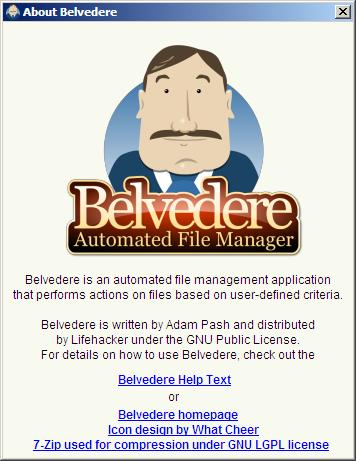 About Belvedere
Belvedere
Automated File Manager
Belvedere is an automated file management application
that performs actions on files based on user-defined criteria.
Belvedere is written by Adam Pash and distributed
by Lifehacker under the GNU Public License.
For details on how to use Belvedere, check out the
Belvedere Help Text
or
Belvedere homepage
Icon design by What Cheer
7-Zip used for compression under GNU LGPL license